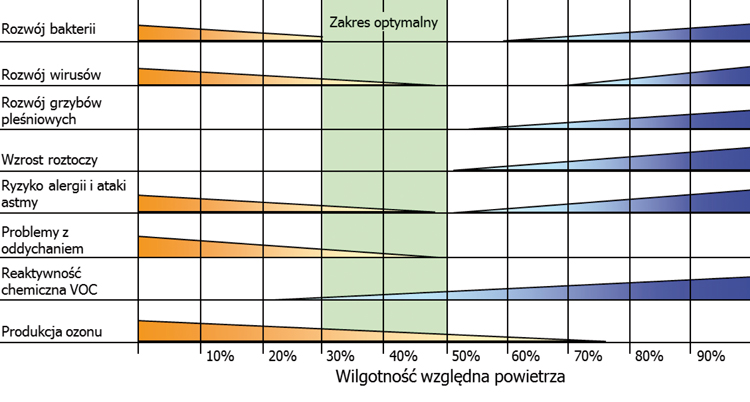 Zakres optymalny
Rozwój bakterii
Rozwój wirusów
Rozwój grzybów
pleśniowych
Wzrost roztoczy
Ryzyko alergii i ataki
astmy
Problemy z
oddychaniem
Reaktywność
chemiczna VOC
Produkcja ozonu
10% 20% 30% 40% 50% 60% 70% 80% 90%
Wilgotność względna powietrza